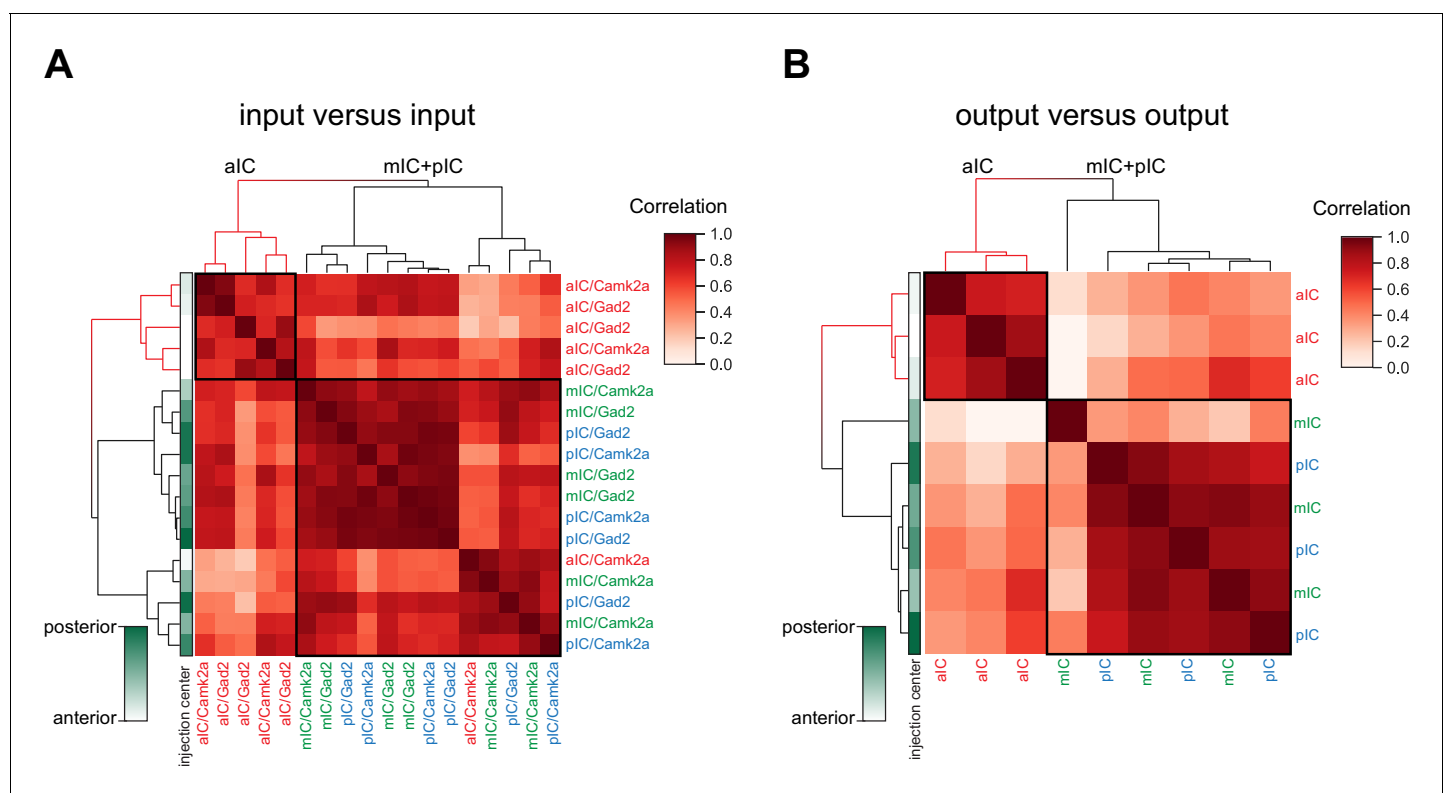 A
input versus input
aIC
mIC+pIC
Correlation
1.0
0.8
0.6
0.4
0.2
0.0
aIC/Camk2a
aIC/Gad2
aIC/Gad2
aIC/Camk2a
aIC/Gad2
mIC/Camk2a
mIC/Gad2
pIC/Gad2
pIC/Camk2a
mIC/Gad2
mIC/Gad2
pIC/Camk2a
pIC/Gad2
aIC/Camk2a
mIC/Camk2a
pIC/Gad2
mIC/Camk2a
pIC/Camk2a
posterior
anterior
injection center
aIC/Camk2a
aIC/Gad2
aIC/Gad2
aIC/Camk2a
aIC/Gad2
mIC/Camk2a
mIC/Gad2
pIC/Gad2
pIC/Camk2a
mIC/Gad2
mIC/Gad2
pIC/Camk2a
pIC/Gad2
aIC/Camk2a
mIC/Camk2a
pIC/Gad2
mIC/Camk2a
pIC/Camk2a
B
output versus output
aIC
mIC+pIC
Correlation
1.0
0.8
0.6
0.4
0.2
0.0
aIC
aIC
aIC
mIC
pIC
mIC
pIC
mIC
pIC
posterior
anterior
injection center
aIC
aIC
aIC
mIC
pIC
mIC
pIC
mIC
pIC